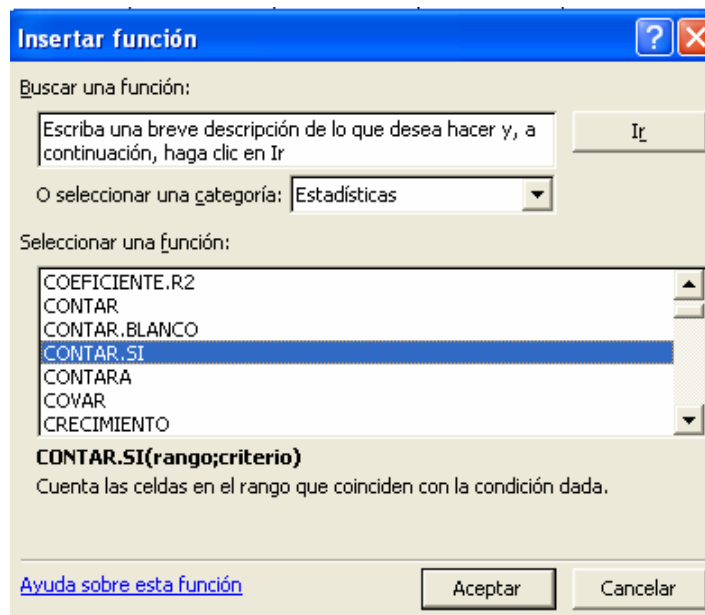 Insertar función
Buscar una función:
Escriba una breve descripción de lo que desea hacer y, a
continuación, haga clic en Ir
Ir
O seleccionar una categoría: Estadísticas
Seleccionar una función:
COEFICIENTE.R2
CONTAR
CONTAR.BLANCO
CONTAR.SI
CONTARA
COVAR
CRECIMIENTO
CONTAR.SI(rango;criterio)
Cuenta las celdas en el rango que coinciden con la condición dada.
Ayuda sobre esta función
Aceptar
Cancelar